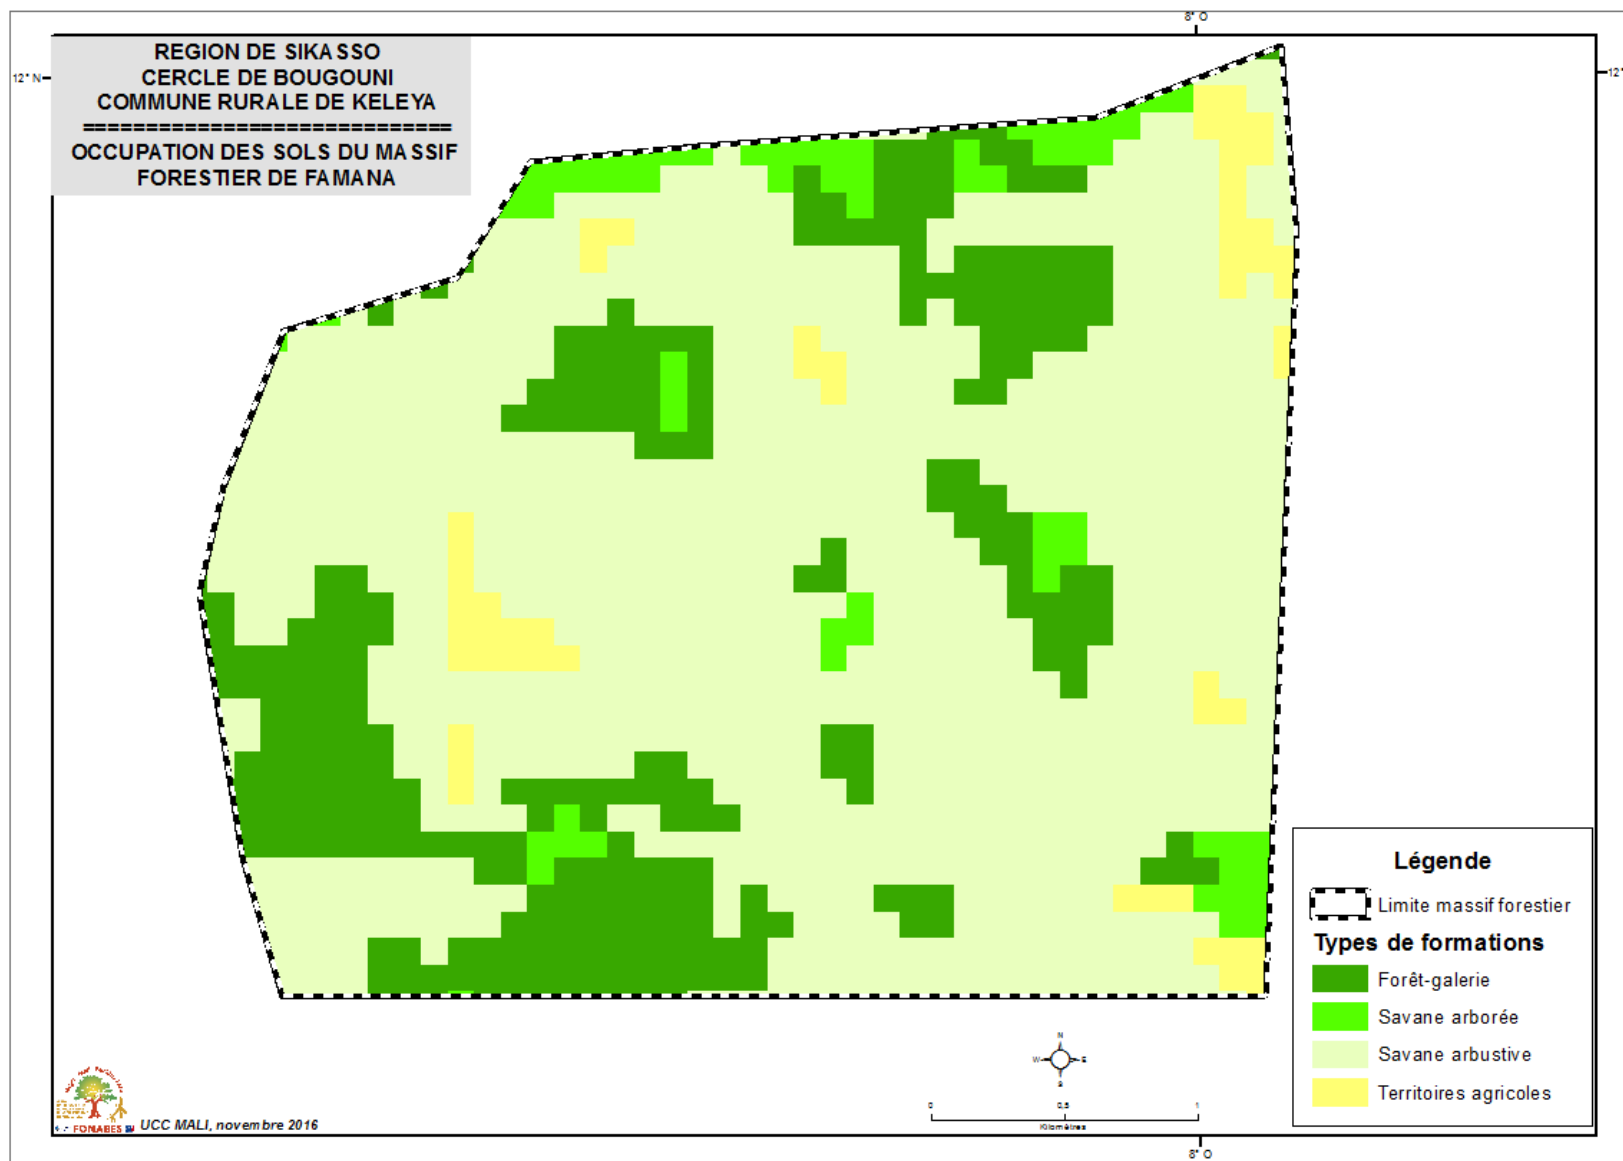 8° O
REGION DE SIKASSO
CERCLE DE BOUGOUNI
COMMUNE RURALE DE KELEYA
==============================
OCCUPATION DES SOLS DU MASSIF
FORESTIER DE FAMANA
12° N
12°
Légende
Limite massif forestier
Types de formations
Forêt-galerie
Savane arborée
Savane arbustive
Territoires agricoles
N
W
E
S
0
0,5
1
Kilomètres
FONABES
UCC MALI, novembre 2016
8° O